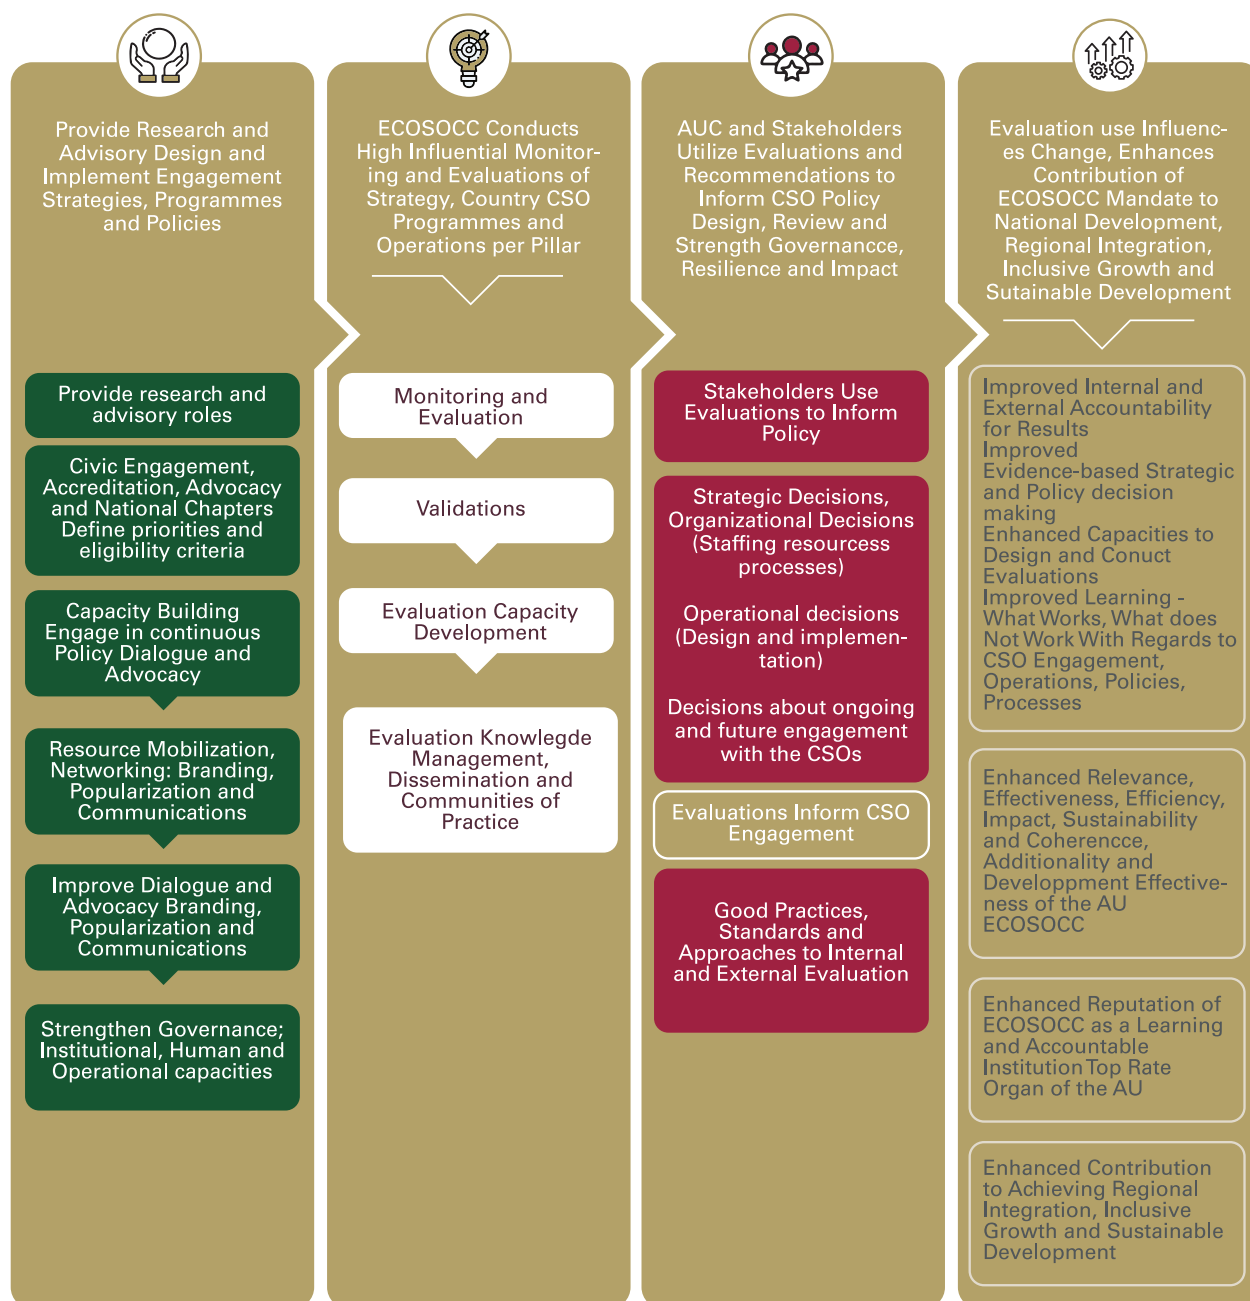 Provide Research and
Advisory Design and
Implement Engagement
Strategies, Programmes
and Policies
Provide research and
advisory roles
Civic Engagement,
Accreditation, Advocacy
and National Chapters
Define priorities and
eligibility criteria
Capacity Building
Engage in continuous
Policy Dialogue and
Advocacy
Resource Mobilization,
Networking: Branding,
Popularization and
Communications
Improve Dialogue and
Advocacy Branding,
Popularization and
Communications
Strengthen Governance;
Institutional, Human and
Operational capacities
ECOSOCC Conducts
High Influential Monitor-
ing and Evaluations of
Strategy, Country CSO
Programmes and
Operations per Pillar
Monitoring and
Evaluation
Validations
Evaluation Capacity
Development
Evaluation Knowlegde
Management,
Dissemination and
Communities of
Practice
AUC and Stakeholders
Utilize Evaluations and
Recommendations to
Inform CSO Policy
Design, Review and
Strength Governancce,
Resilience and Impact
Stakeholders Use
Evaluations to Inform
Policy
Strategic Decisions,
Organizational Decisions
(Staffing resourcess
processes)
Operational decisions
(Design and implemen-
tation)
Decisions about ongoing
and future engagement
with the CSOs
Evaluations Inform CSO
Engagement
Good Practices,
Standards and
Approaches to Internal
and External Evaluation
Evaluation use Influenc-
es Change, Enhances
Contribution of
ECOSOCC Mandate to
National Development,
Regional Integration,
Inclusive Growth and
Sutainable Development
Improved Internal and
External Accountability
for Results
Improved
Evidence-based Strategic
and Policy decision
making
Enhanced Capacities to
Design and Conuct
Evaluations
Improved Learning -
What Works, What does
Not Work With Regards to
CSO Engagement,
Operations, Policies,
Processes
Enhanced Relevance,
Effectiveness, Efficiency,
Impact, Sustainability
and Coherencce,
Additionality and
Developpment Effective-
ness of the AU
ECOSOCC
Enhanced Reputation of
ECOSOCC as a Learning
and Accountable
Institution Top Rate
Organ of the AU
Enhanced Contribution
to Achieving Regional
Integration, Inclusive
Growth and Sustainable
Development